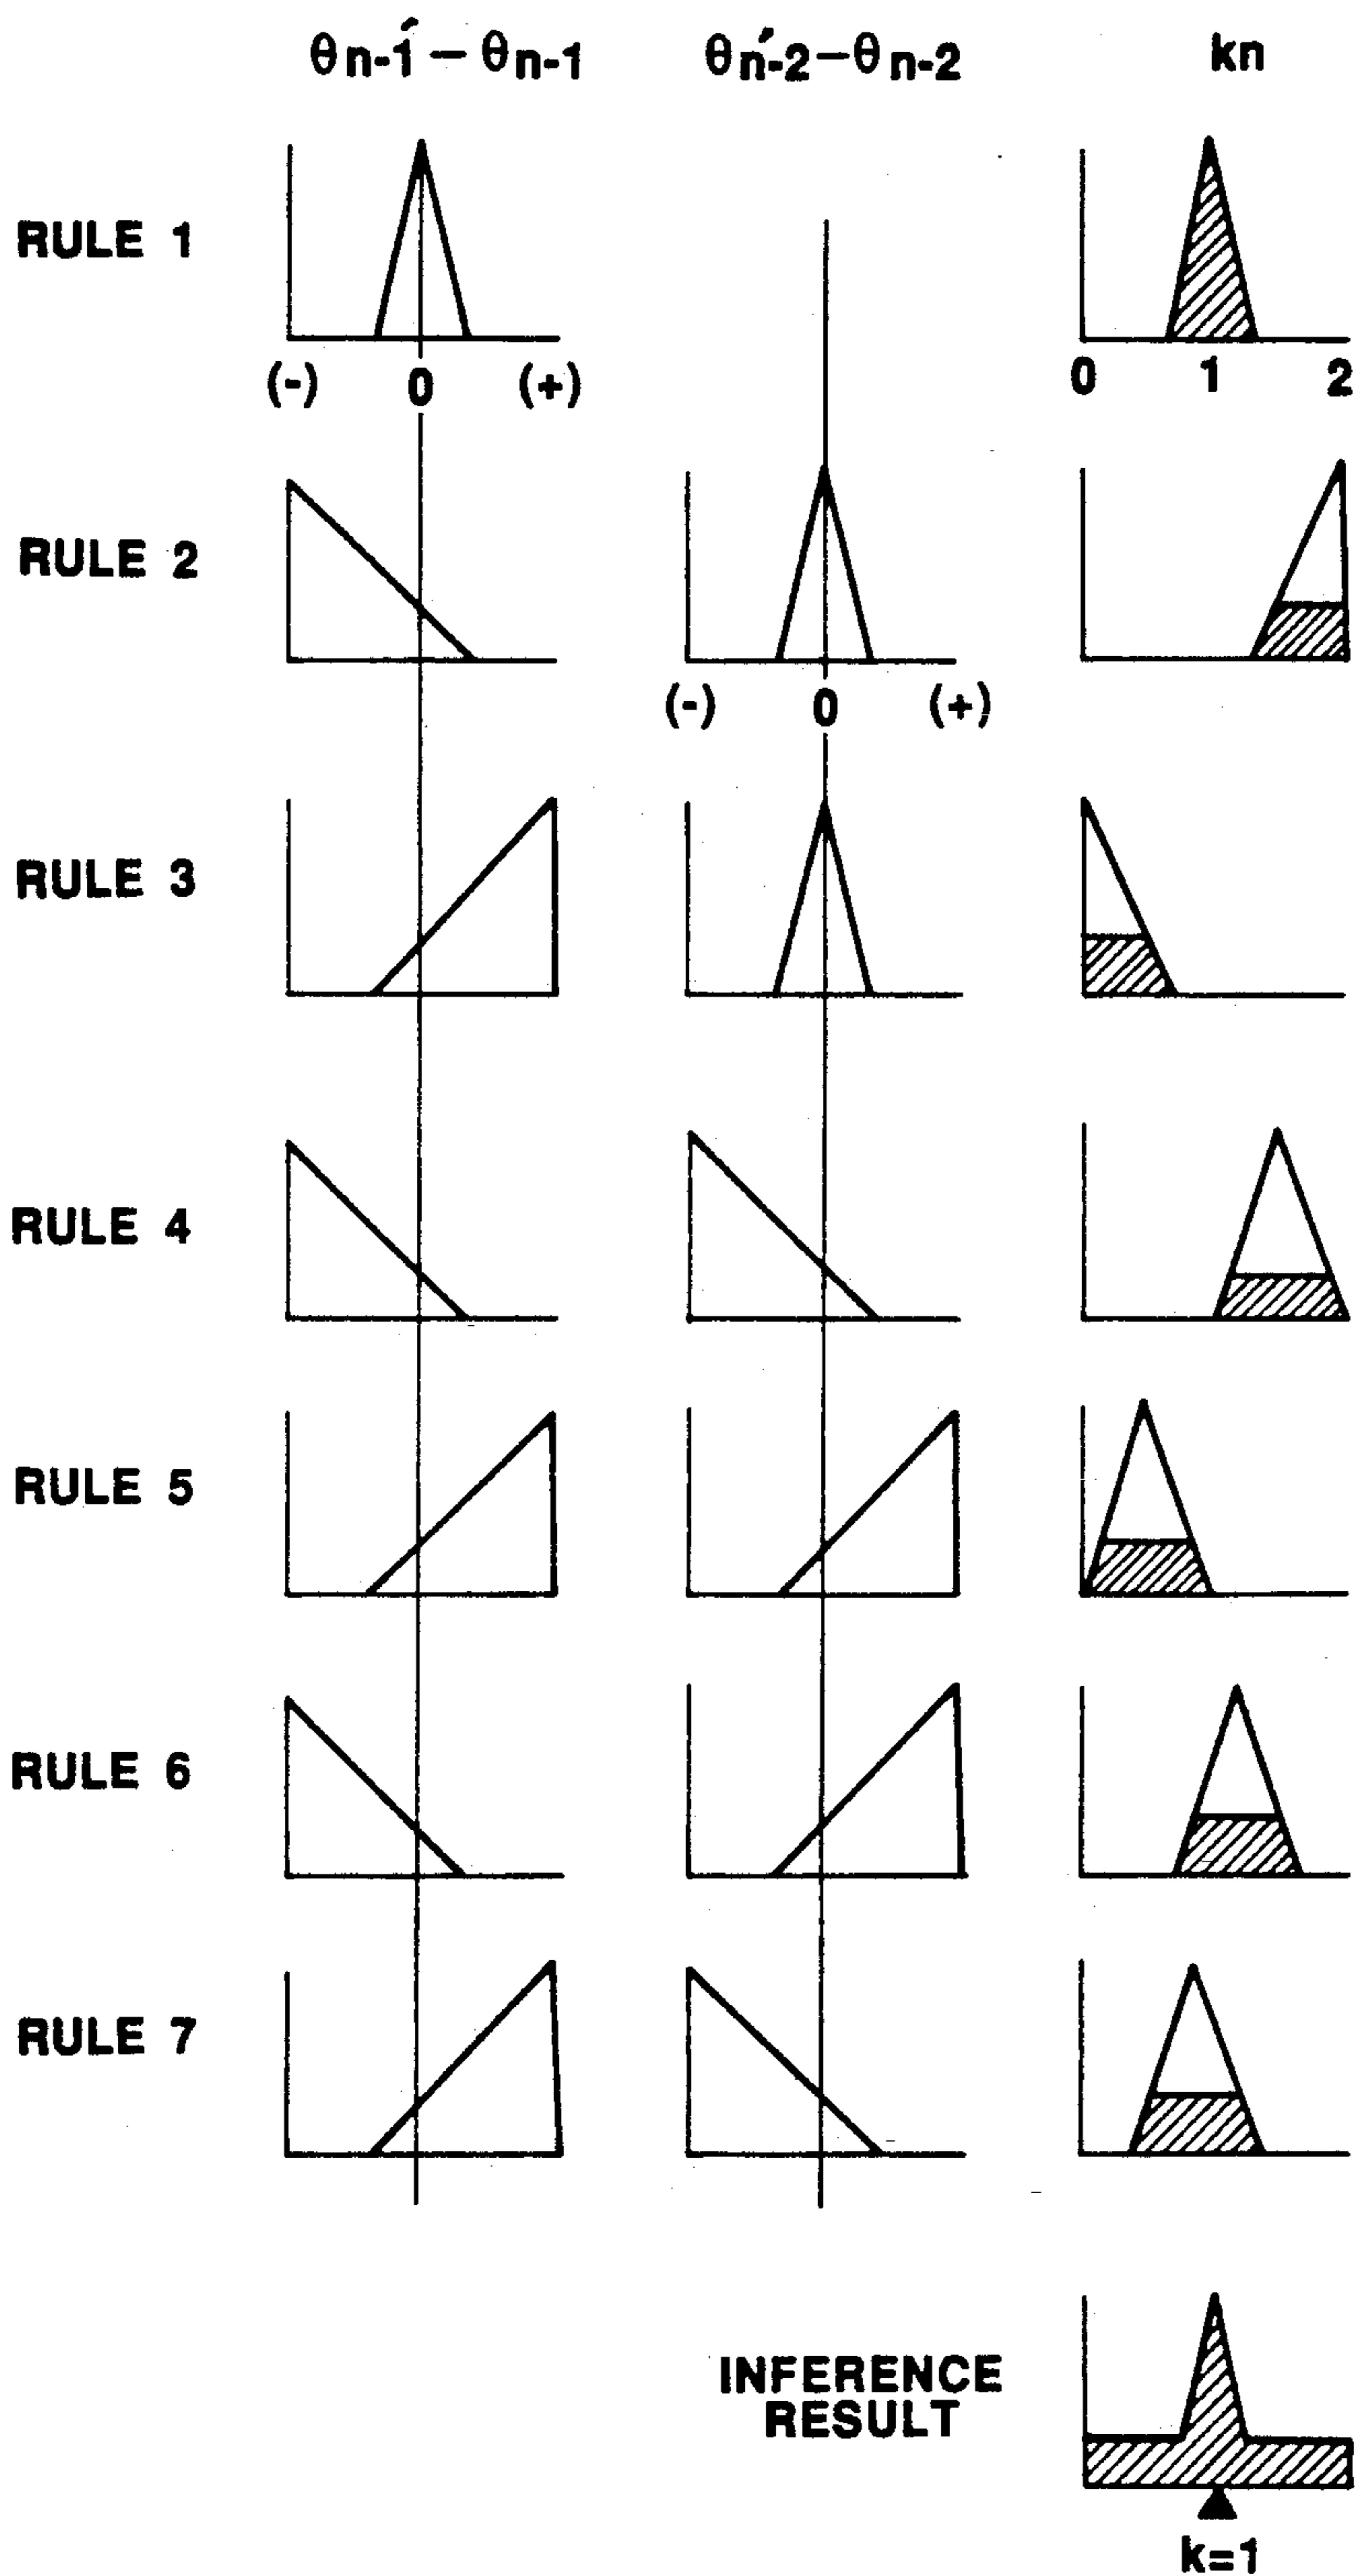 θn-1′ – θn-1 θn′-2 – θn-2 kn
RULE 1
(-) 0 (+) 0 1 2
RULE 2
(-) 0 (+)
RULE 3
RULE 4
RULE 5
RULE 6
RULE 7
INFERENCE
RESULT
k=1